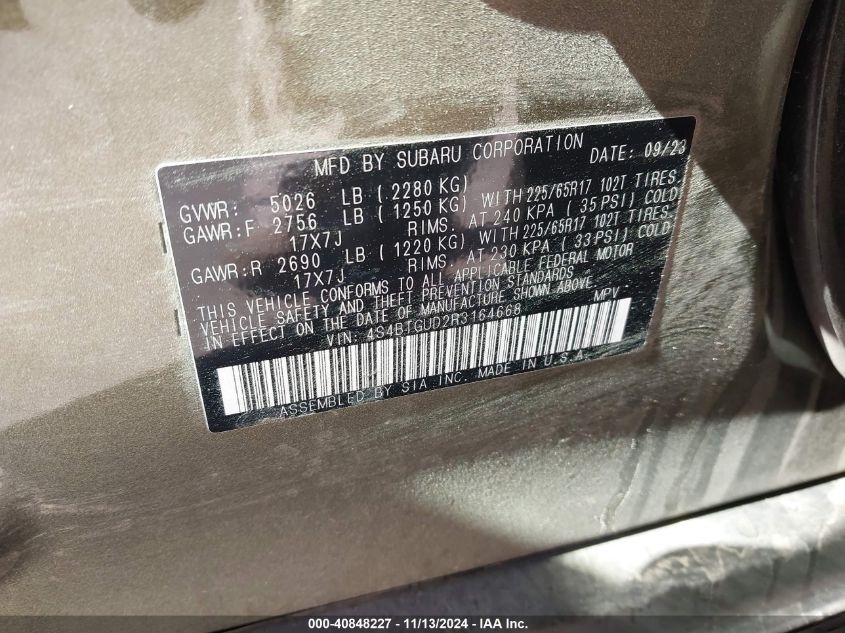 MFD BY SUBARU CORPORATION DATE: 09/23
GVWR: 5026 LB ( 2280 KG)
GAWR:F 2756 LB ( 1250 KG) WITH 225/65R17 102T TIRES,
17X7J RIMS, AT 240 KPA ( 35 PSI) COLD
GAWR:R 2690 LB ( 1220 KG) WITH 225/65R17 102T TIRES,
17X7J RIMS, AT 230 KPA ( 33 PSI) COLD
THIS VEHICLE CONFORMS TO ALL APPLICABLE FEDERAL MOTOR
VEHICLE SAFETY AND THEFT PREVENTION STANDARDS
IN EFFECT ON THE DATE OF MANUFACTURE SHOWN ABOVE.
VIN: 4S4BTGUD2R3164668 MPV
ASSEMBLED BY SIA INC. MADE IN U.S.A.
000-40848227 - 11/13/2024 - IAA Inc.